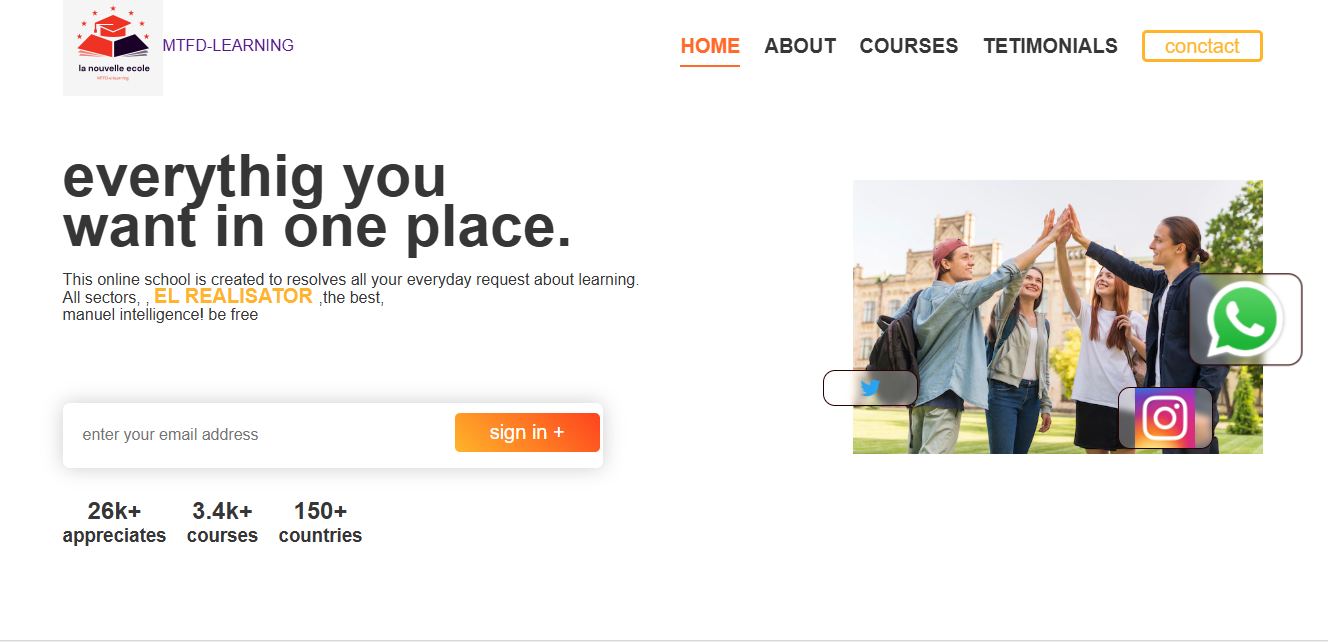 la nouvelle ecole
MTFD-LEARNING
HOME ABOUT COURSES TETIMONIALS conctact
everythig you
want in one place.
This online school is created to resolves all your everyday request about learning.
All sectors, , EL REALISATOR ,the best,
manuel intelligence! be free
enter your email address
sign in +
26k+ 3.4k+ 150+
appreciates courses countries